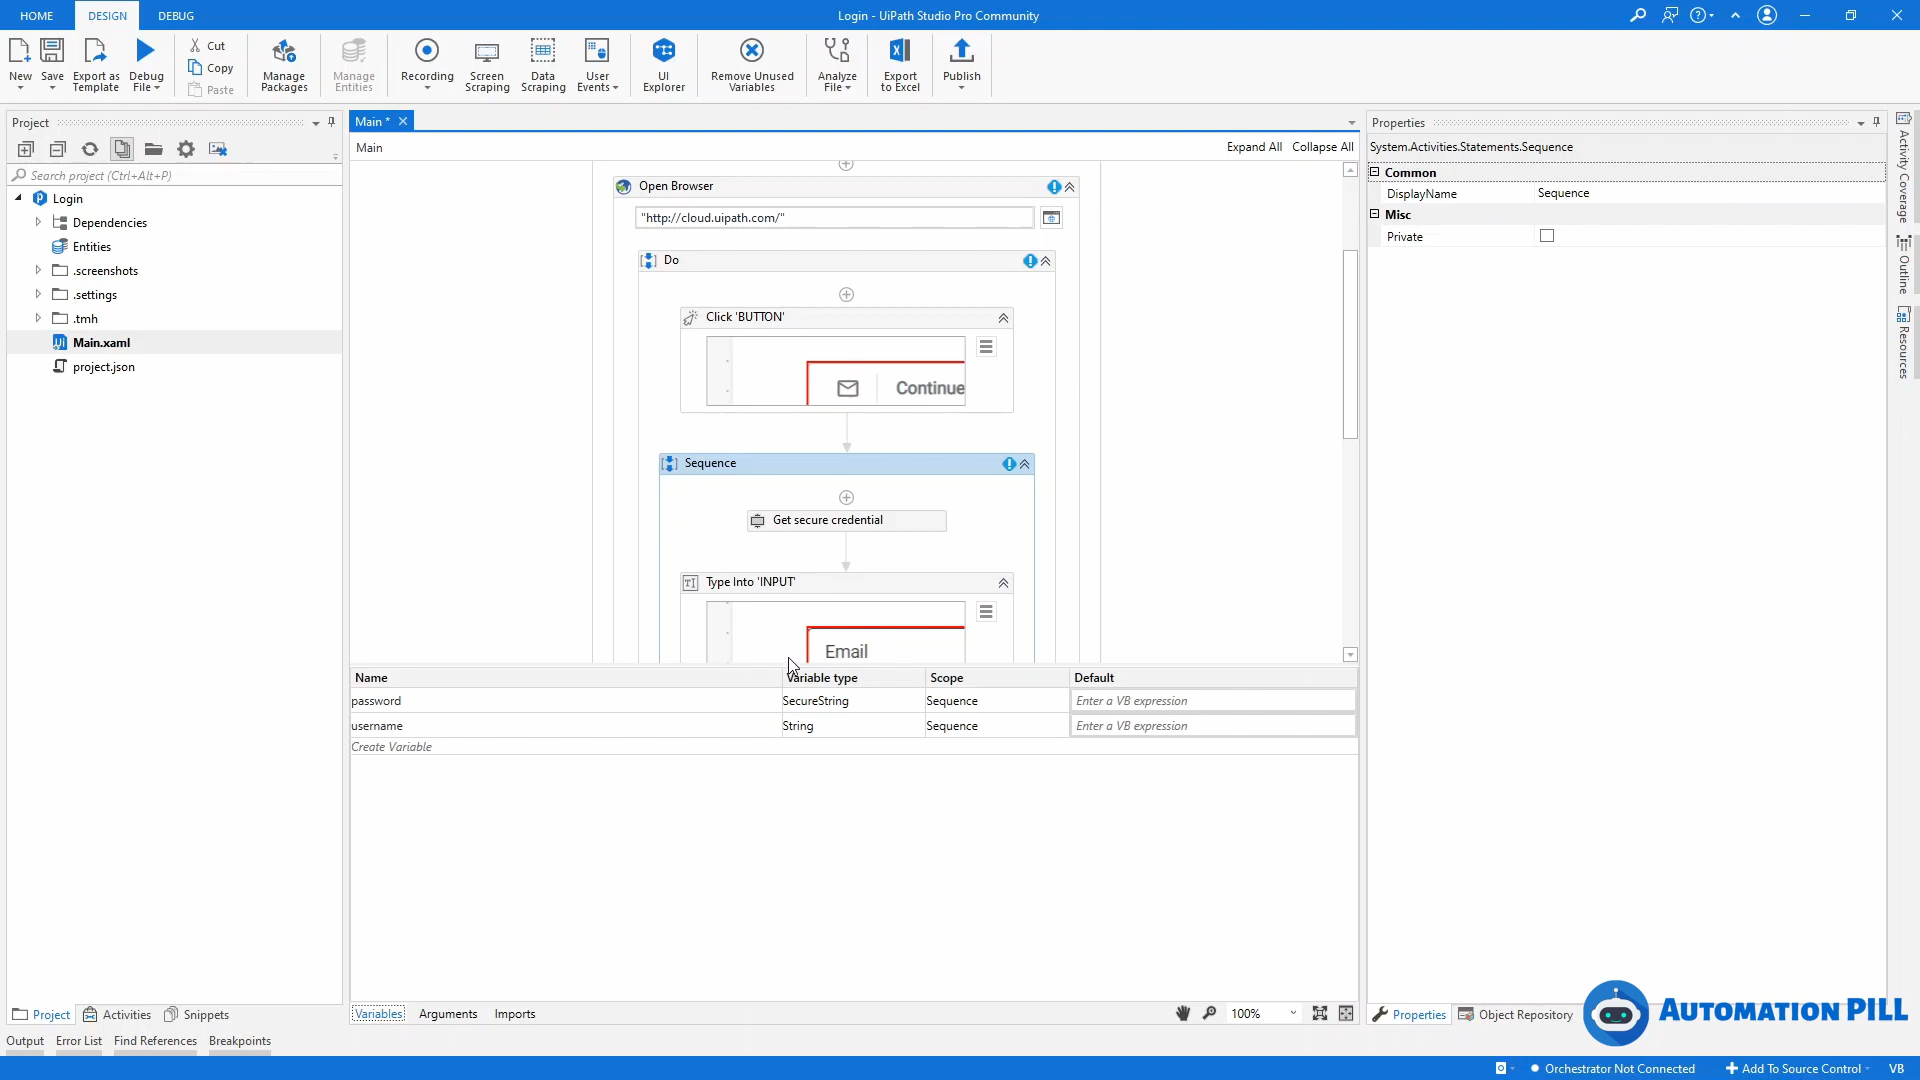 HOME
DESIGN
DEBUG
Login - UiPath Studio Pro Community
New
Save
Export as
Template
Debug
File
Cut
Copy
Paste
Manage
Packages
Manage
Entities
Recording
Screen
Scraping
Data
Scraping
User
Events
UI
Explorer
Remove Unused
Variables
Analyze
File
Export
to Excel
Publish
Project
Search project (Ctrl+Alt+P)
Login
Dependencies
Entities
.screenshots
.settings
.tmh
Main.xaml
project.json
Main *
Main
Expand All
Collapse All
Open Browser
"http://cloud.uipath.com/"
Do
Click 'BUTTON'
Continue
Sequence
Get secure credential
Type Into 'INPUT'
Email
Name
Variable type
Scope
Default
password
SecureString
Sequence
Enter a VB expression
username
String
Sequence
Enter a VB expression
Create Variable
Variables
Arguments
Imports
100%
Properties
System.Activities.Statements.Sequence
Common
DisplayName
Sequence
Misc
Private
Activity Coverage
Outline
Resources
Project
Activities
Snippets
Properties
Object Repository
AUTOMATION PILL
Output
Error List
Find References
Breakpoints
Orchestrator Not Connected
Add To Source Control
VB